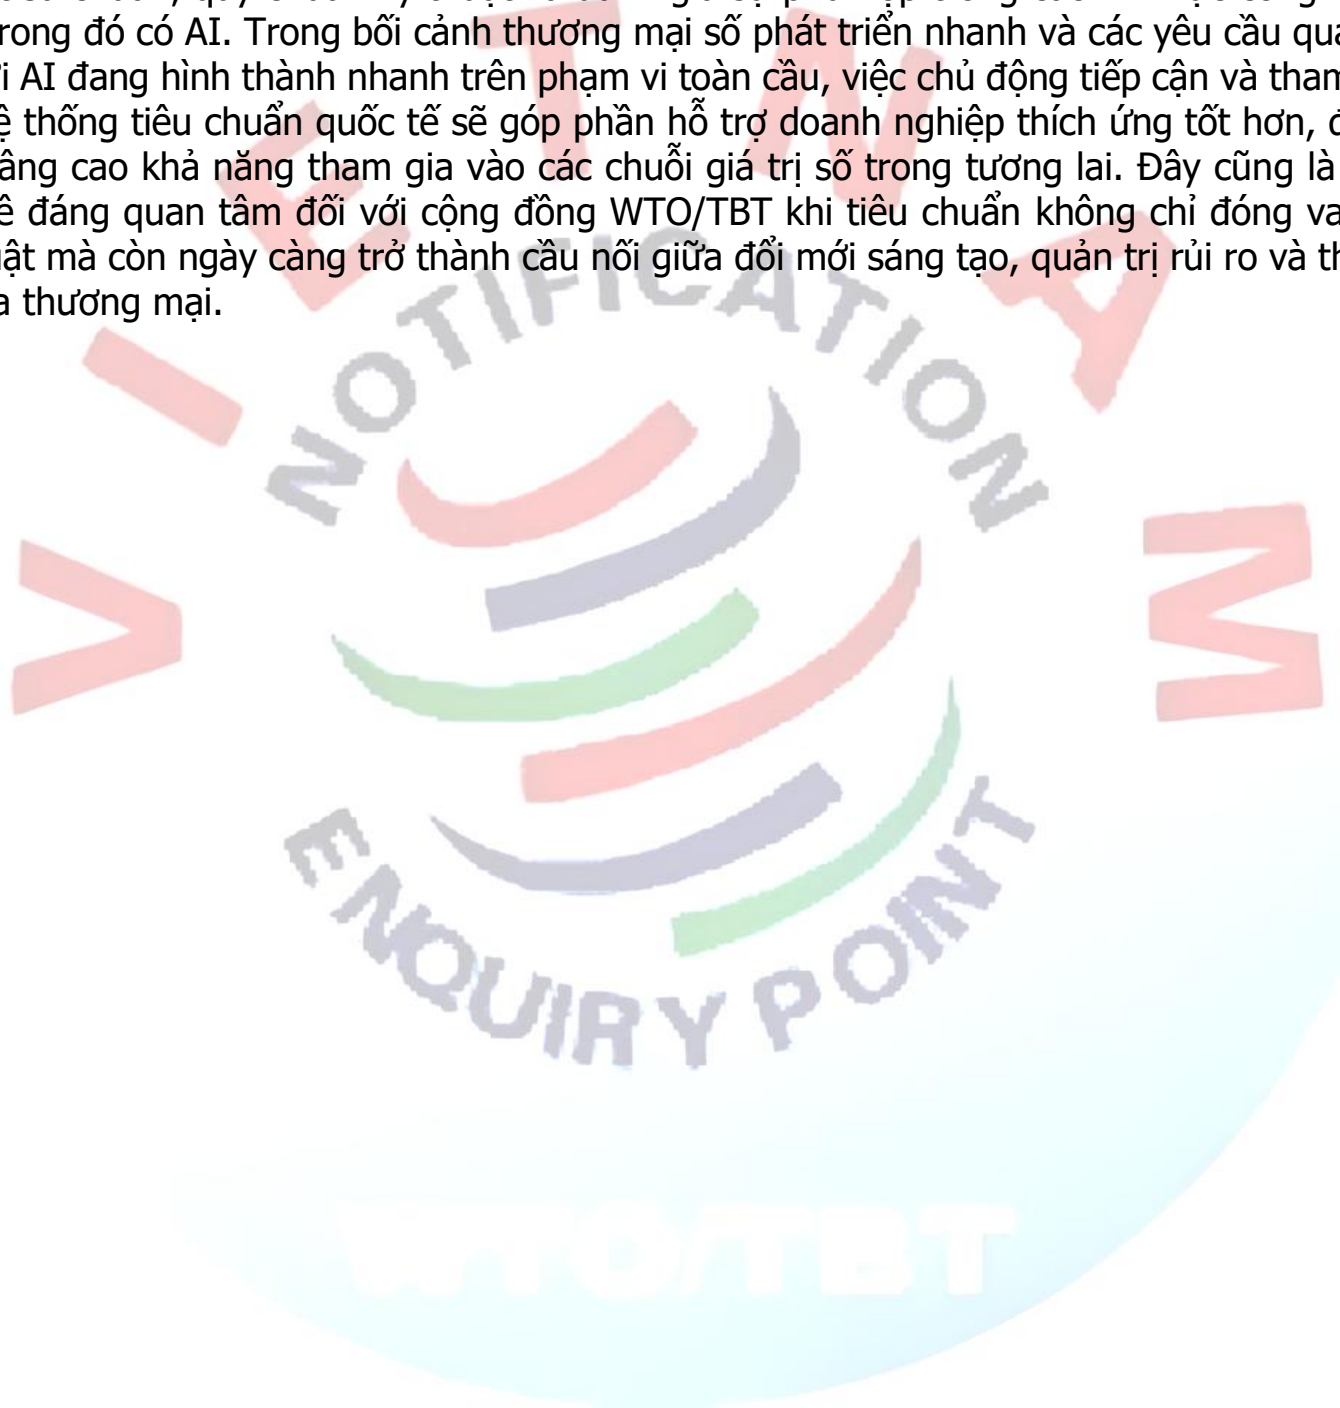 trong đó có AI. Trong bối cảnh thương mại số phát triển nhanh và các yêu cầu
AI đang hình thành nhanh trên phạm vi toàn cầu, việc chủ động tiếp cận và tham
thống tiêu chuẩn quốc tế sẽ góp phần hỗ trợ doanh nghiệp thích ứng tốt hơn,
cao khả năng tham gia vào các chuỗi giá trị số trong tương lai. Đây cũng là
đáng quan tâm đối với cộng đồng WTO/TBT khi tiêu chuẩn không chỉ đóng
mà còn ngày càng trở thành cầu nối giữa đổi mới sáng tạo, quản trị rủi ro và
thương mại.
VIETNAM
NOTIFICATION
ENQUIRY POINT
WTO/TBT